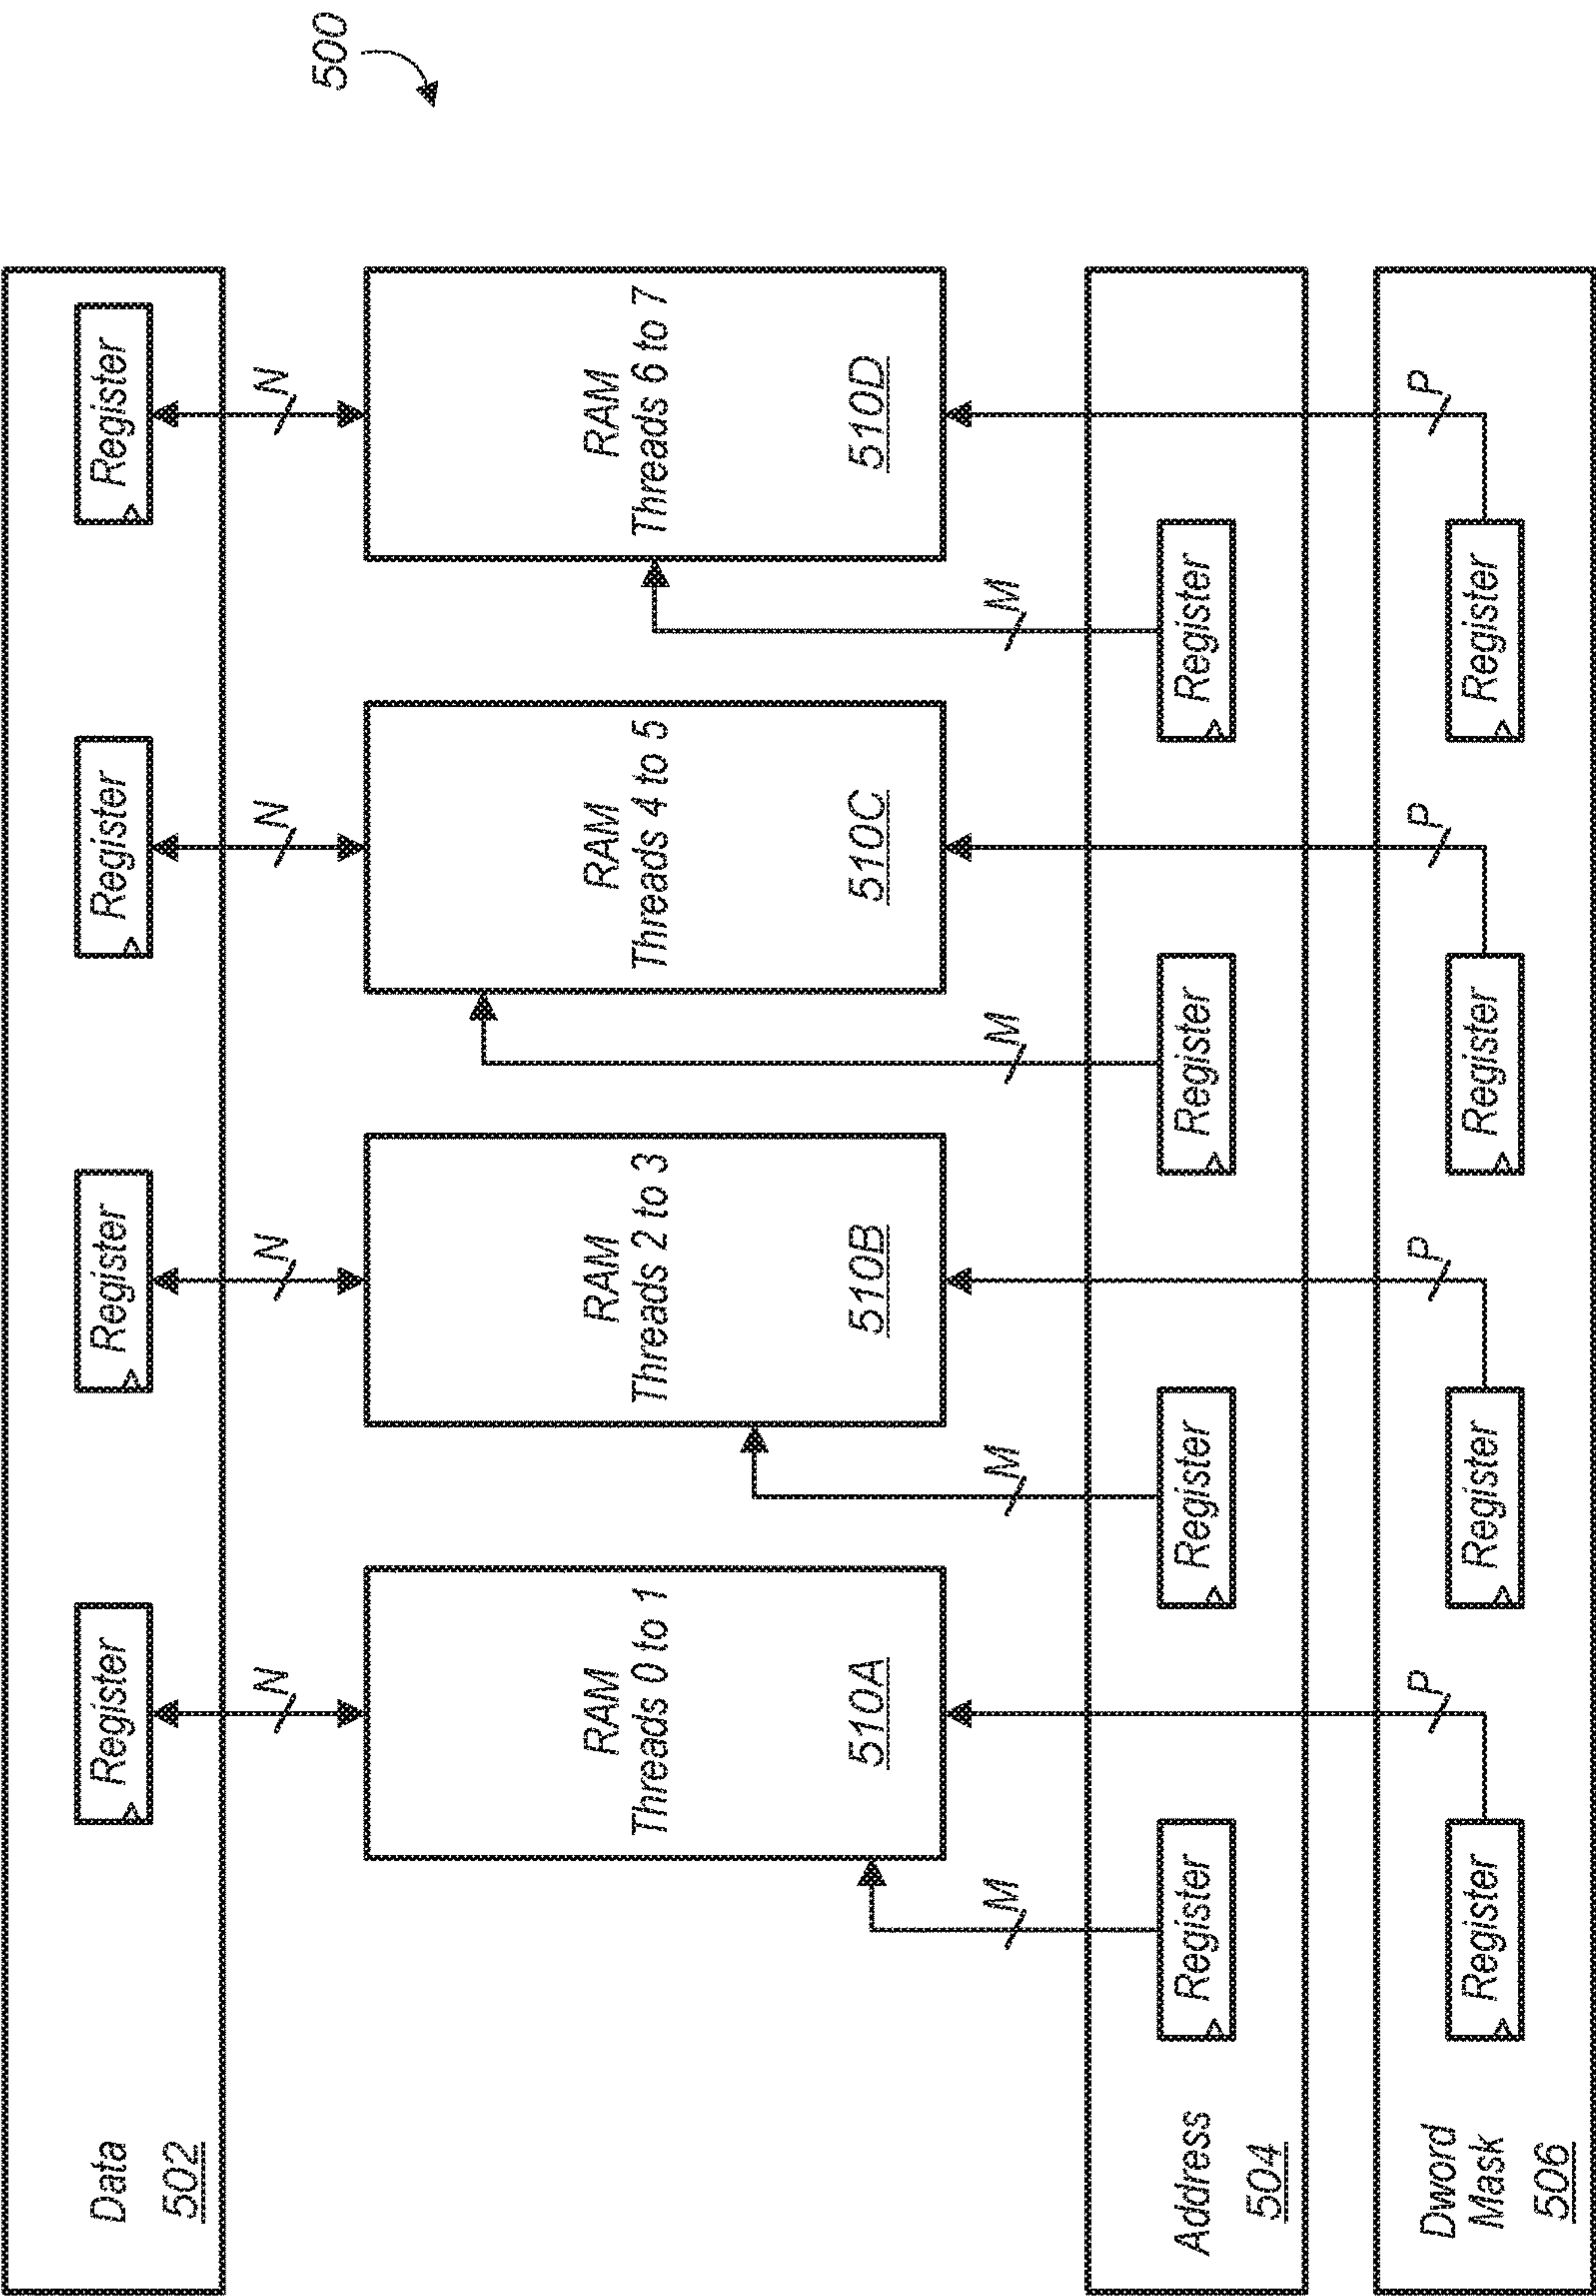 Data
502
Register
Register
Register
Register
N
N
N
N
500
RAM
Threads 0 to 1
510A
RAM
Threads 2 to 3
510B
RAM
Threads 4 to 5
510C
RAM
Threads 6 to 7
510D
M
M
M
M
Address
504
Register
Register
Register
Register
P
P
P
P
Dword
Mask
506
Register
Register
Register
Register